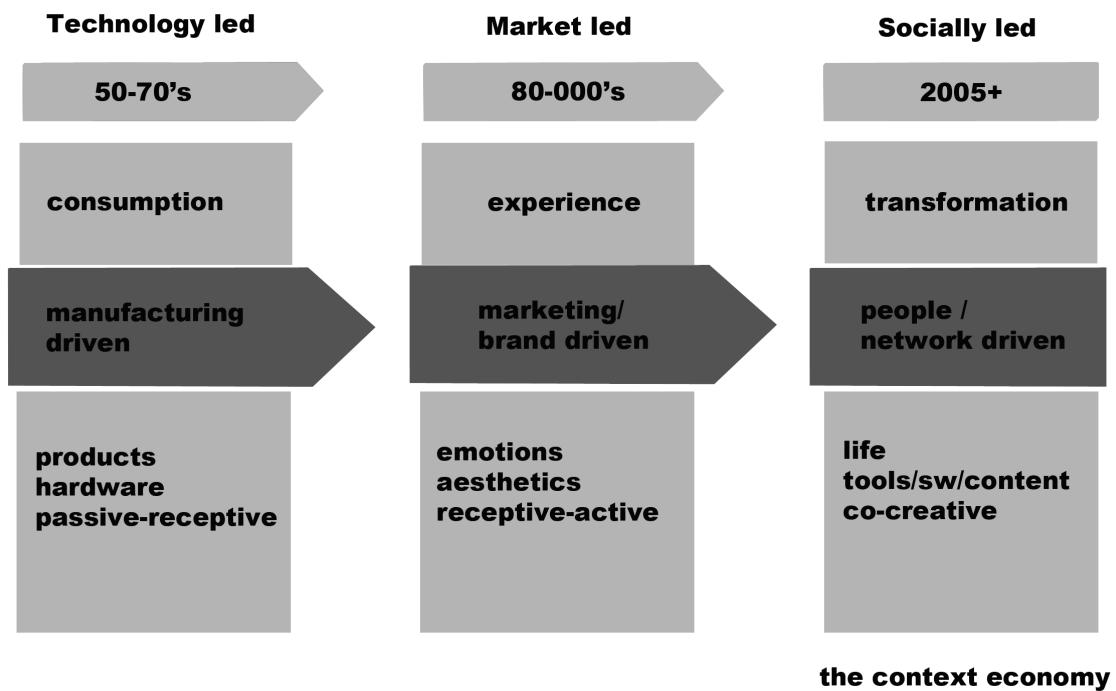 Technology led
Market led
Socially led
50-70's
80-000's
2005+
consumption
experience
transformation
manufacturing
driven
marketing/
brand driven
people /
network driven
products
hardware
passive-receptive
emotions
aesthetics
receptive-active
life
tools/sw/content
co-creative
the context economy